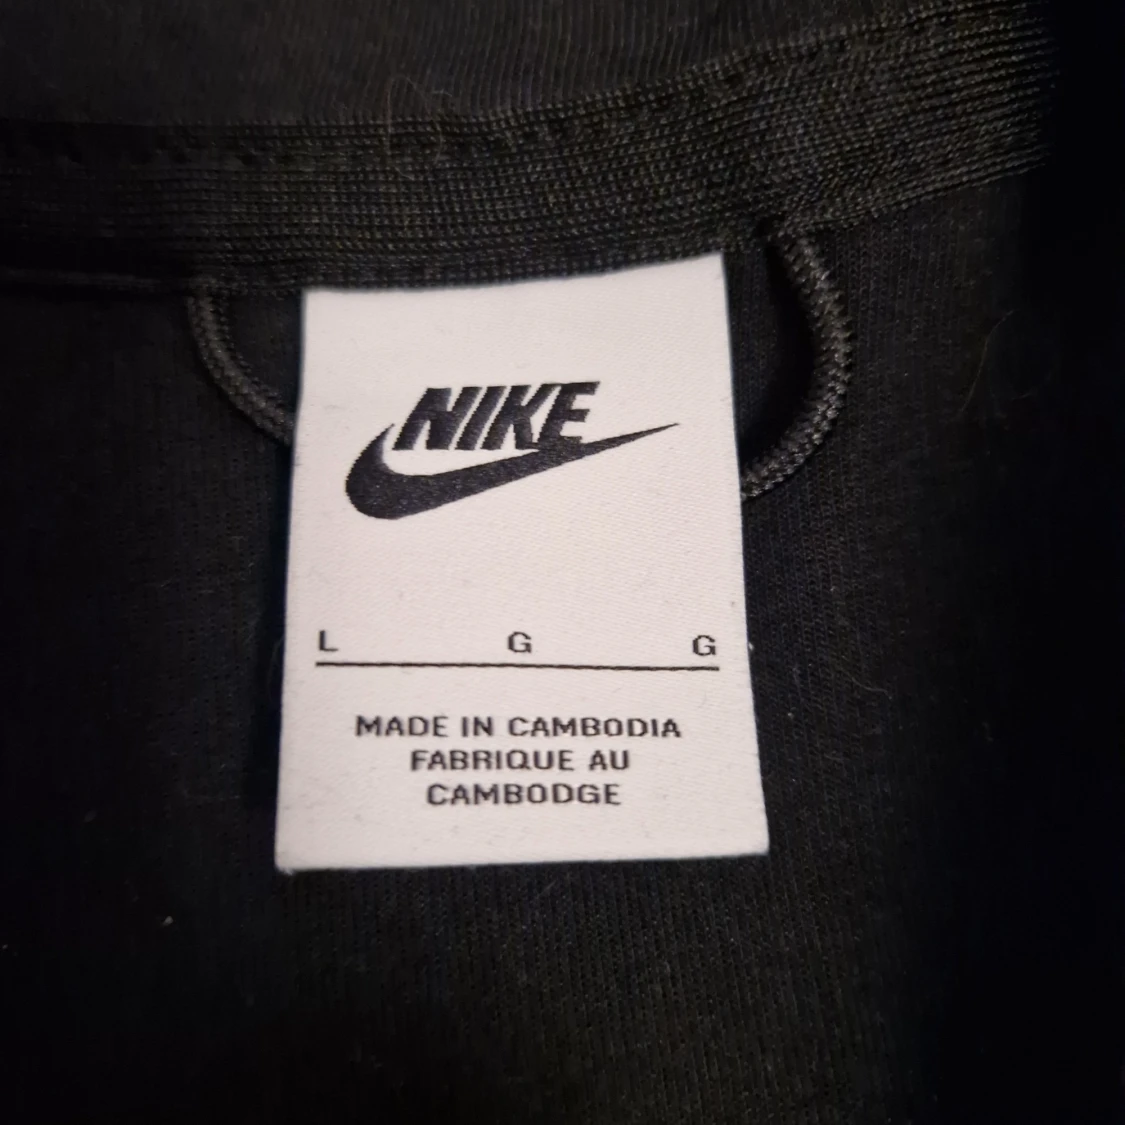 NIKE
L G G
MADE IN CAMBODIA
FABRIQUE AU
CAMBODGE